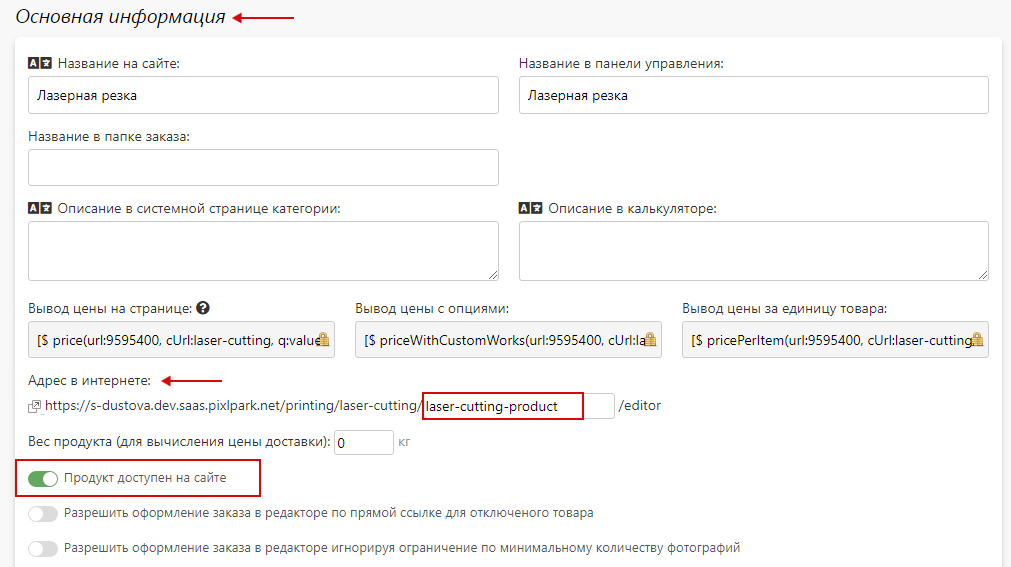 Основная информация
Название на сайте:
Название в панели управления:
Лазерная резка
Лазерная резка
Название в папке заказа:
Описание в системной странице категории:
Описание в калькуляторе:
Вывод цены на странице:
Вывод цены с опциями:
Вывод цены за единицу товара:
[$ price(url:9595400, cUrl:laser-cutting, q:value
[$ priceWithCustomWorks(url:9595400, cUrl:la
[$ pricePerItem(url:9595400, cUrl:laser-cutting,
Адрес в интернете:
https://s-dustova.dev.saas.pixlpark.net/printing/laser-cutting/ laser-cutting-product /editor
Вес продукта (для вычисления цены доставки): 0 кг
Продукт доступен на сайте
Разрешить оформление заказа в редакторе по прямой ссылке для отключеного товара
Разрешить оформление заказа в редакторе игнорируя ограничение по минимальному количеству фотографий